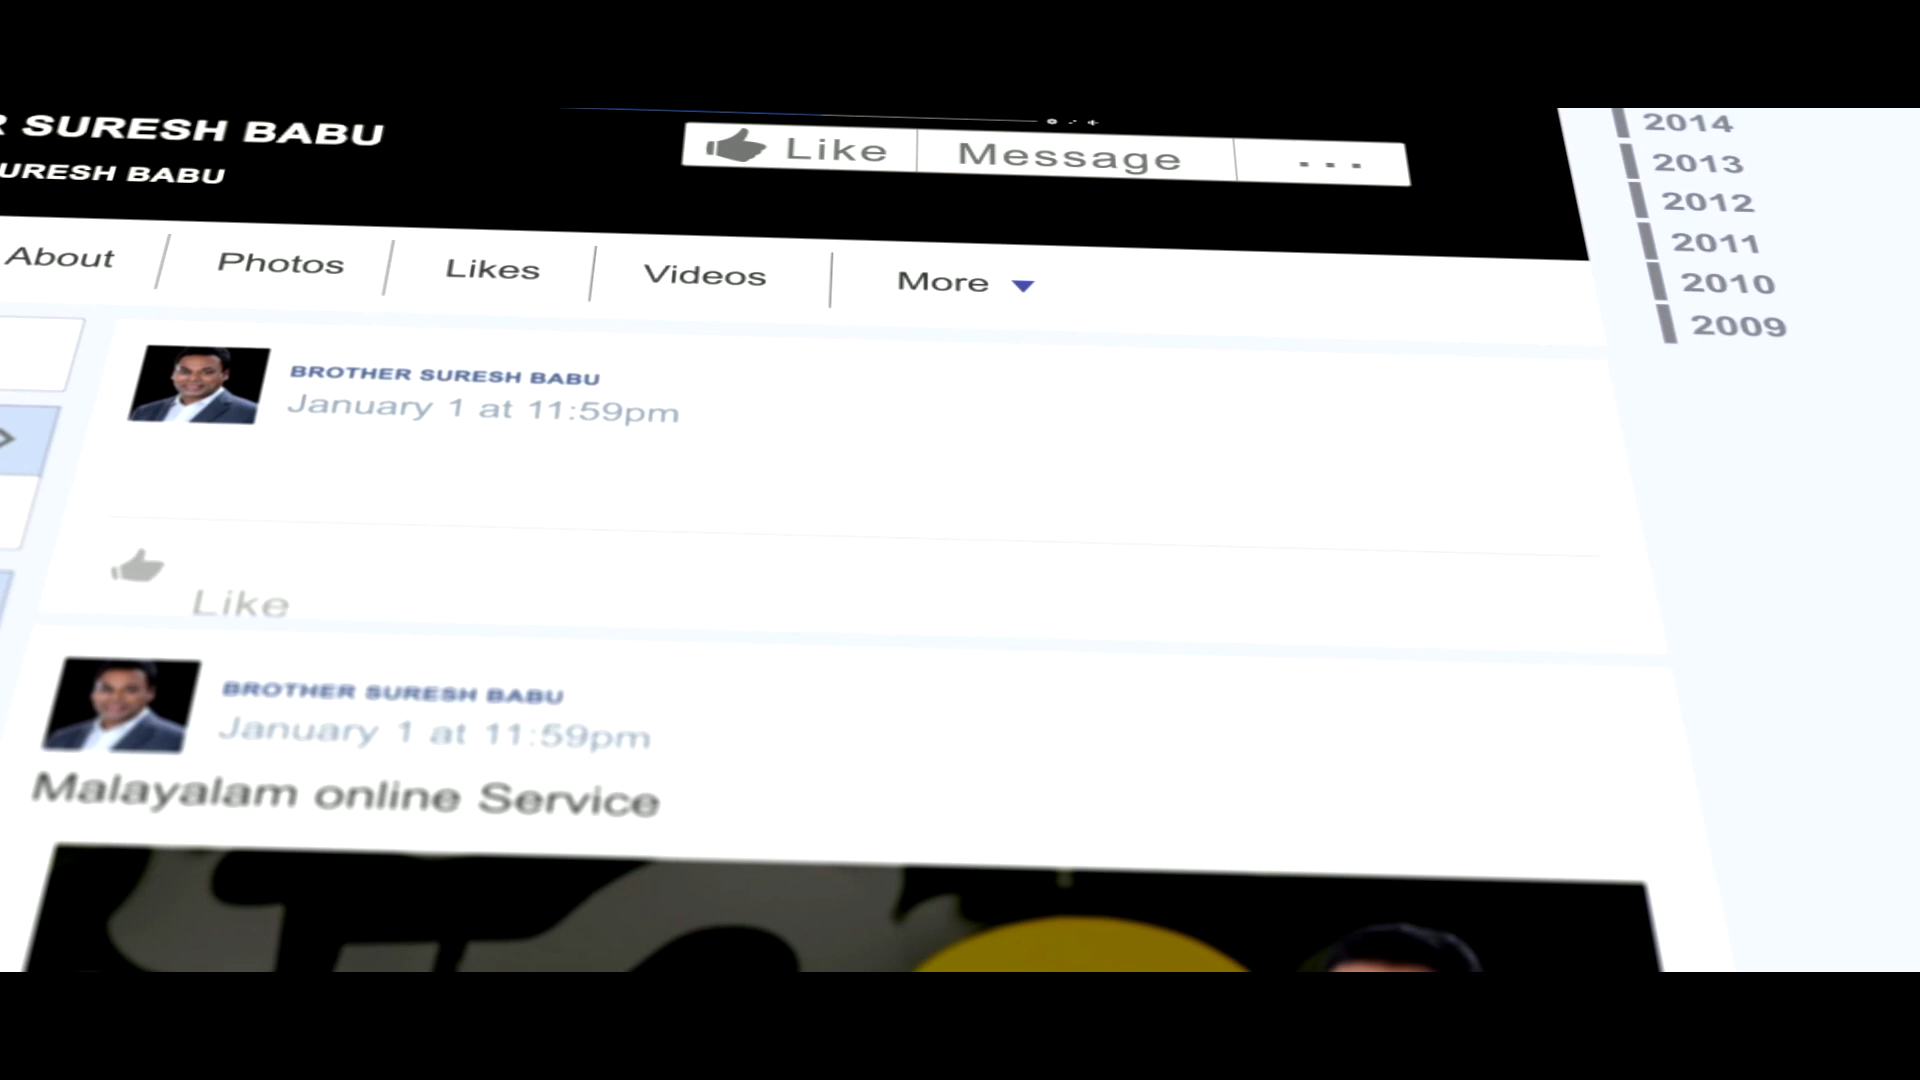 R SURESH BABU
URESH BABU
Like
Message
...
2014
2013
2012
2011
2010
2009
About
Photos
Likes
Videos
More
BROTHER SURESH BABU
January 1 at 11:59pm
Like
BROTHER SURESH BABU
January 1 at 11:59pm
Malayalam online Service